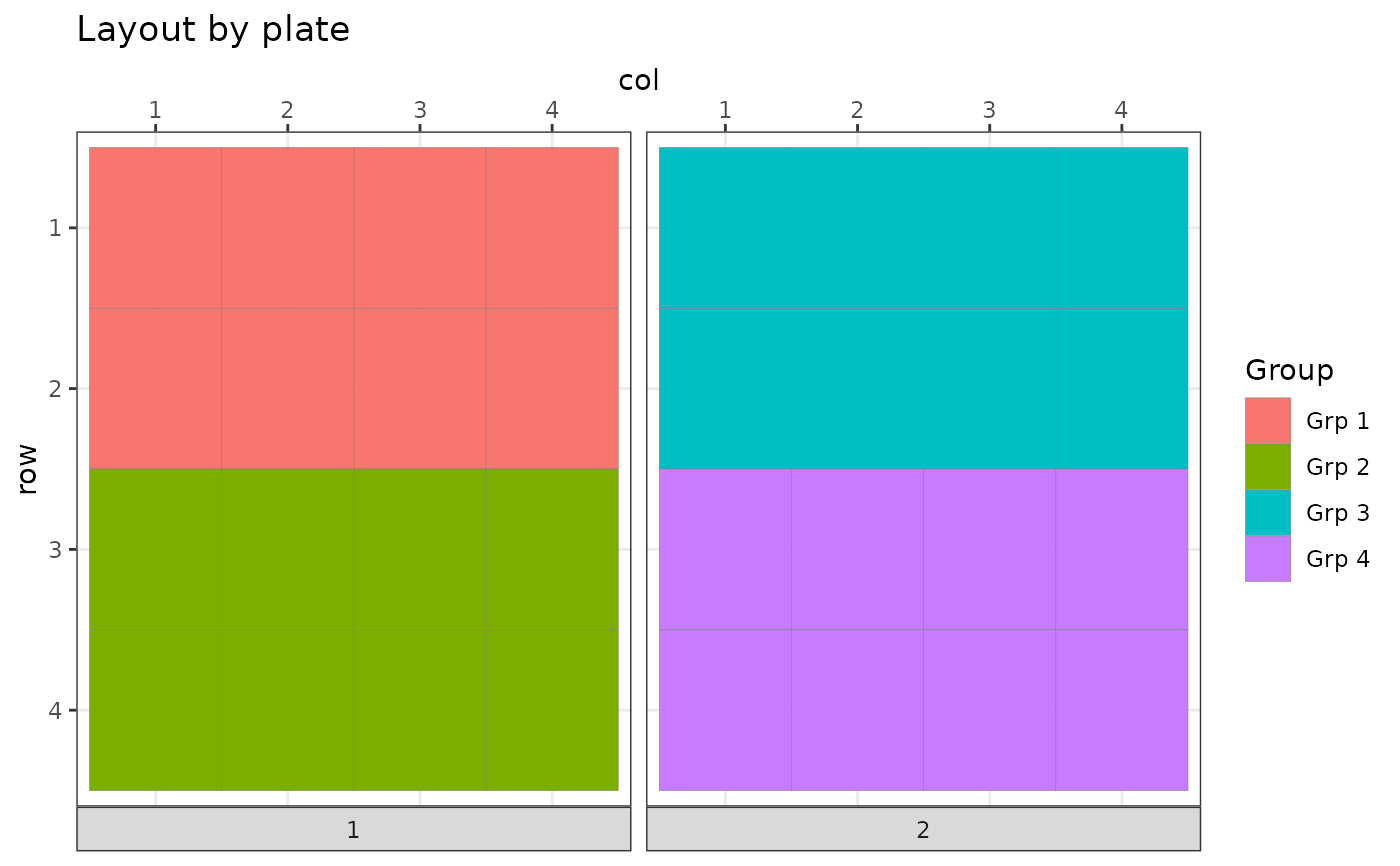 Layout by plate
col
1 2 3 4 1 2 3 4
1
2
row
3
4
Group
Grp 1
Grp 2
Grp 3
Grp 4
1 2